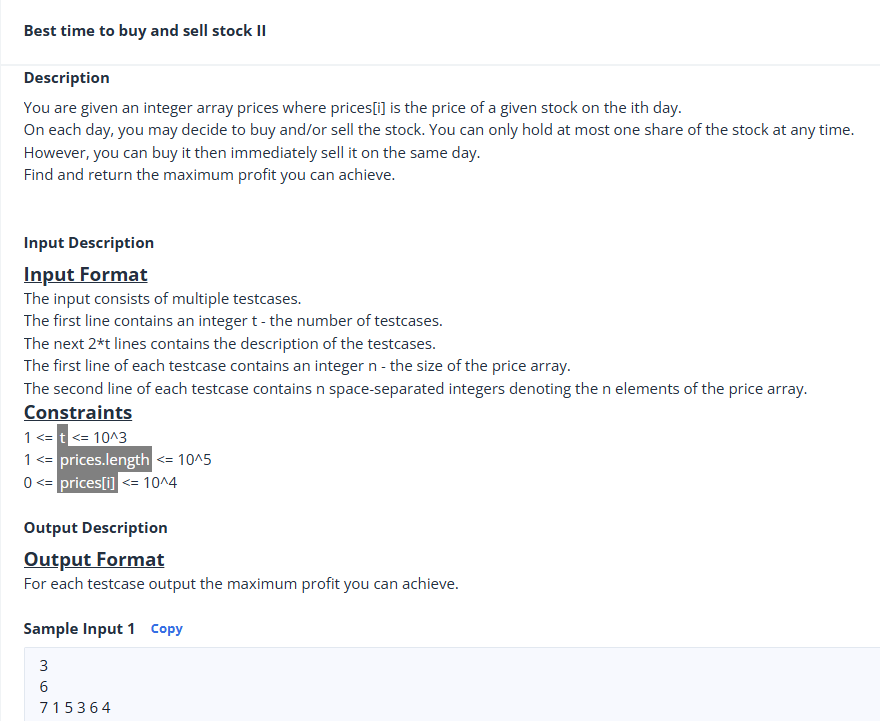 Best time to buy and sell stock II
Description
You are given an integer array prices where prices[i] is the price of a given stock on the ith day.
On each day, you may decide to buy and/or sell the stock. You can only hold at most one share of the stock at any time.
However, you can buy it then immediately sell it on the same day.
Find and return the maximum profit you can achieve.
Input Description
Input Format
The input consists of multiple testcases.
The first line contains an integer t - the number of testcases.
The next 2*t lines contains the description of the testcases.
The first line of each testcase contains an integer n - the size of the price array.
The second line of each testcase contains n space-separated integers denoting the n elements of the price array.
Constraints
1 <= t <= 10^3
1 <= prices.length <= 10^5
0 <= prices[i] <= 10^4
Output Description
Output Format
For each testcase output the maximum profit you can achieve.
Sample Input 1 Copy
3
6
7 1 5 3 6 4